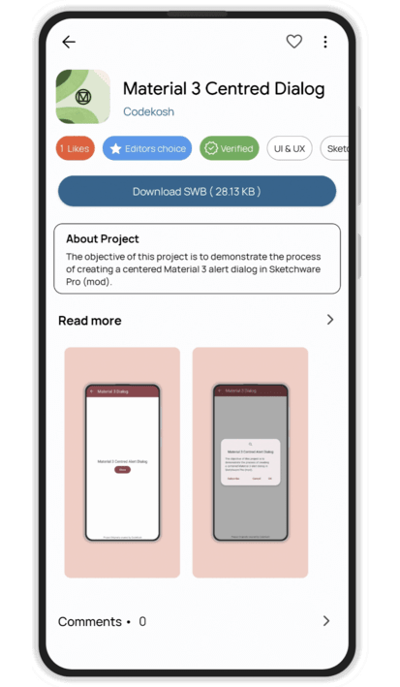 Material 3 Centred Dialog
Codekosh
1 Likes
Editors choice
Verified
UI & UX
Sketc
Download SWB ( 28.13 KB )
About Project
The objective of this project is to demonstrate the process
of creating a centered Material 3 alert dialog in Sketchware
Pro (mod).
Read more
Material 3 Dialog
Material 3 Centred Alert Dialog
Material 3 Dialog
Material 3 Centred Alert Dialog
Comments • 0